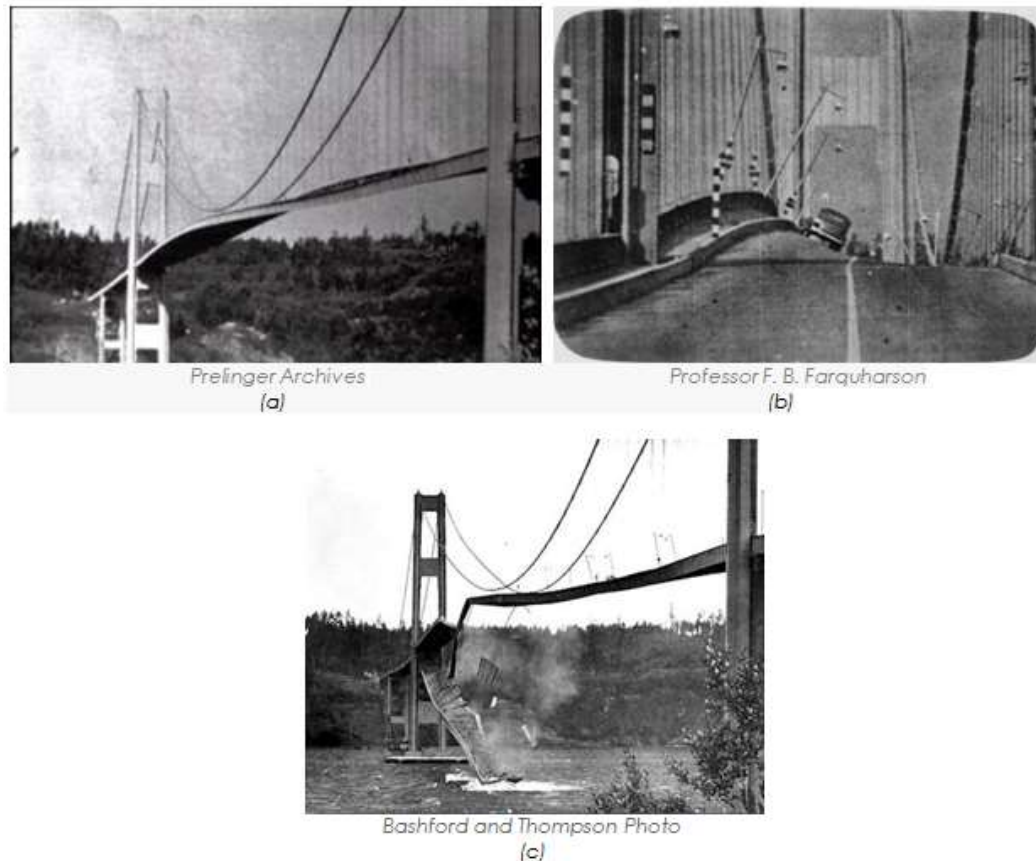 Prelinger Archives
(a)
Professor F. B. Farquharson
(b)
Bashford and Thompson Photo
(c)